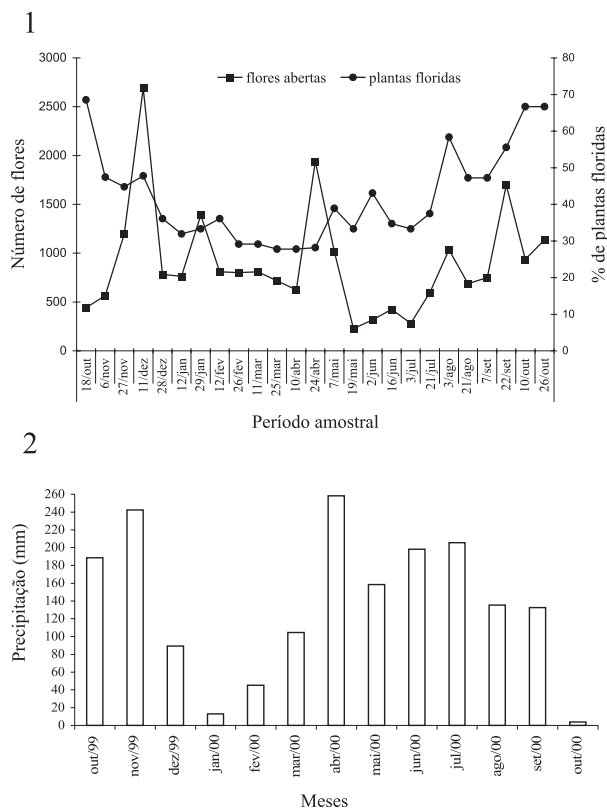 1
3000
2500
2000
1500
1000
500
0
Número de flores
flores abertas
plantas floridas
80
70
60
50
40
30
20
10
0
% de plantas floridas
18/out
6/nov
27/nov
11/dez
28/dez
12/jan
29/jan
12/fev
26/fev
11/mar
25/mar
10/abr
24/abr
7/mai
19/mai
2/jun
16/jun
3/jul
21/jul
3/ago
21/ago
7/set
22/set
10/out
26/out
Período amostral
2
260
240
220
200
180
160
140
120
100
80
60
40
20
0
Precipitação (mm)
out/99
nov/99
dez/99
jan/00
fev/00
mar/00
abr/00
mai/00
jun/00
jul/00
ago/00
set/00
out/00
Meses